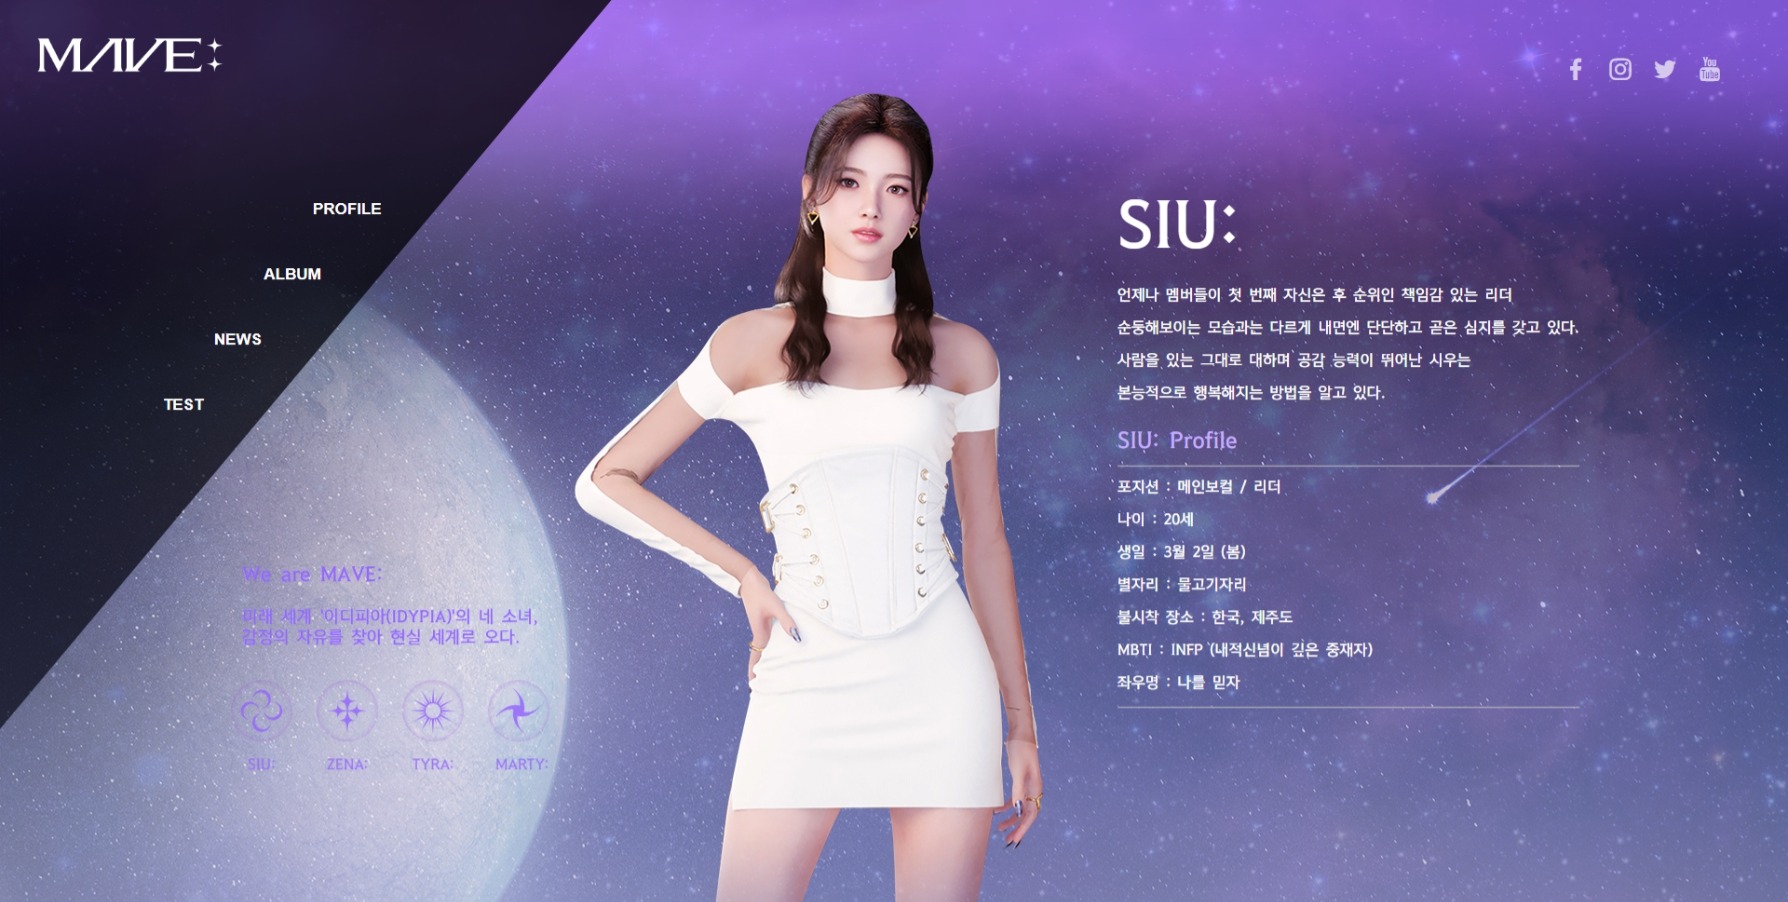 MAVE:
You
Tube
PROFILE
ALBUM
NEWS
TEST
We are MAVE:
미래 세계 '이디피아(IDYPIA)'의 네 소녀,
감정의 자유를 찾아 현실 세계로 오다.
SIU:
ZENA:
TYRA:
MARTY:
SIU:
언제나 멤버들이 첫 번째 자신은 후 순위인 책임감 있는 리더
순둥해보이는 모습과는 다르게 내면엔 단단하고 곧은 심지를 갖고 있다.
사람을 있는 그대로 대하며 공감 능력이 뛰어난 시우는
본능적으로 행복해지는 방법을 알고 있다.
SIU: Profile
포지션 : 메인보컬 / 리더
나이 : 20세
생일 : 3월 2일 (봄)
별자리 : 물고기자리
불시착 장소 : 한국, 제주도
MBTI : INFP (내적신념이 깊은 중재자)
좌우명 : 나를 믿자